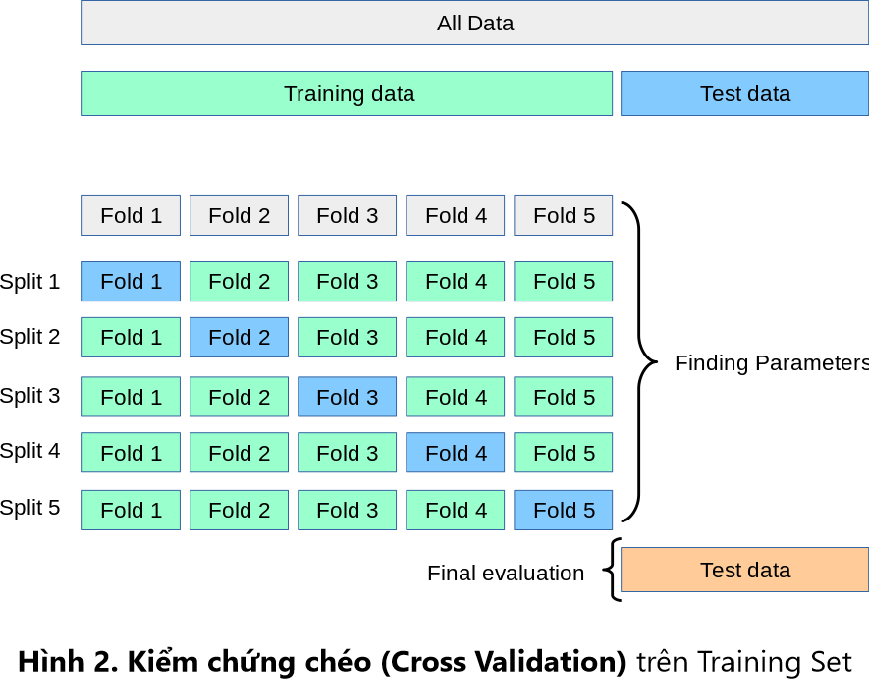 All Data
Training data Test data
Fold 1 Fold 2 Fold 3 Fold 4 Fold 5
Split 1 Fold 1 Fold 2 Fold 3 Fold 4 Fold 5
Split 2 Fold 1 Fold 2 Fold 3 Fold 4 Fold 5
Finding Parameters
Split 3 Fold 1 Fold 2 Fold 3 Fold 4 Fold 5
Split 4 Fold 1 Fold 2 Fold 3 Fold 4 Fold 5
Split 5 Fold 1 Fold 2 Fold 3 Fold 4 Fold 5
Final evaluation Test data
Hình 2. Kiểm chứng chéo (Cross Validation) trên Training Set